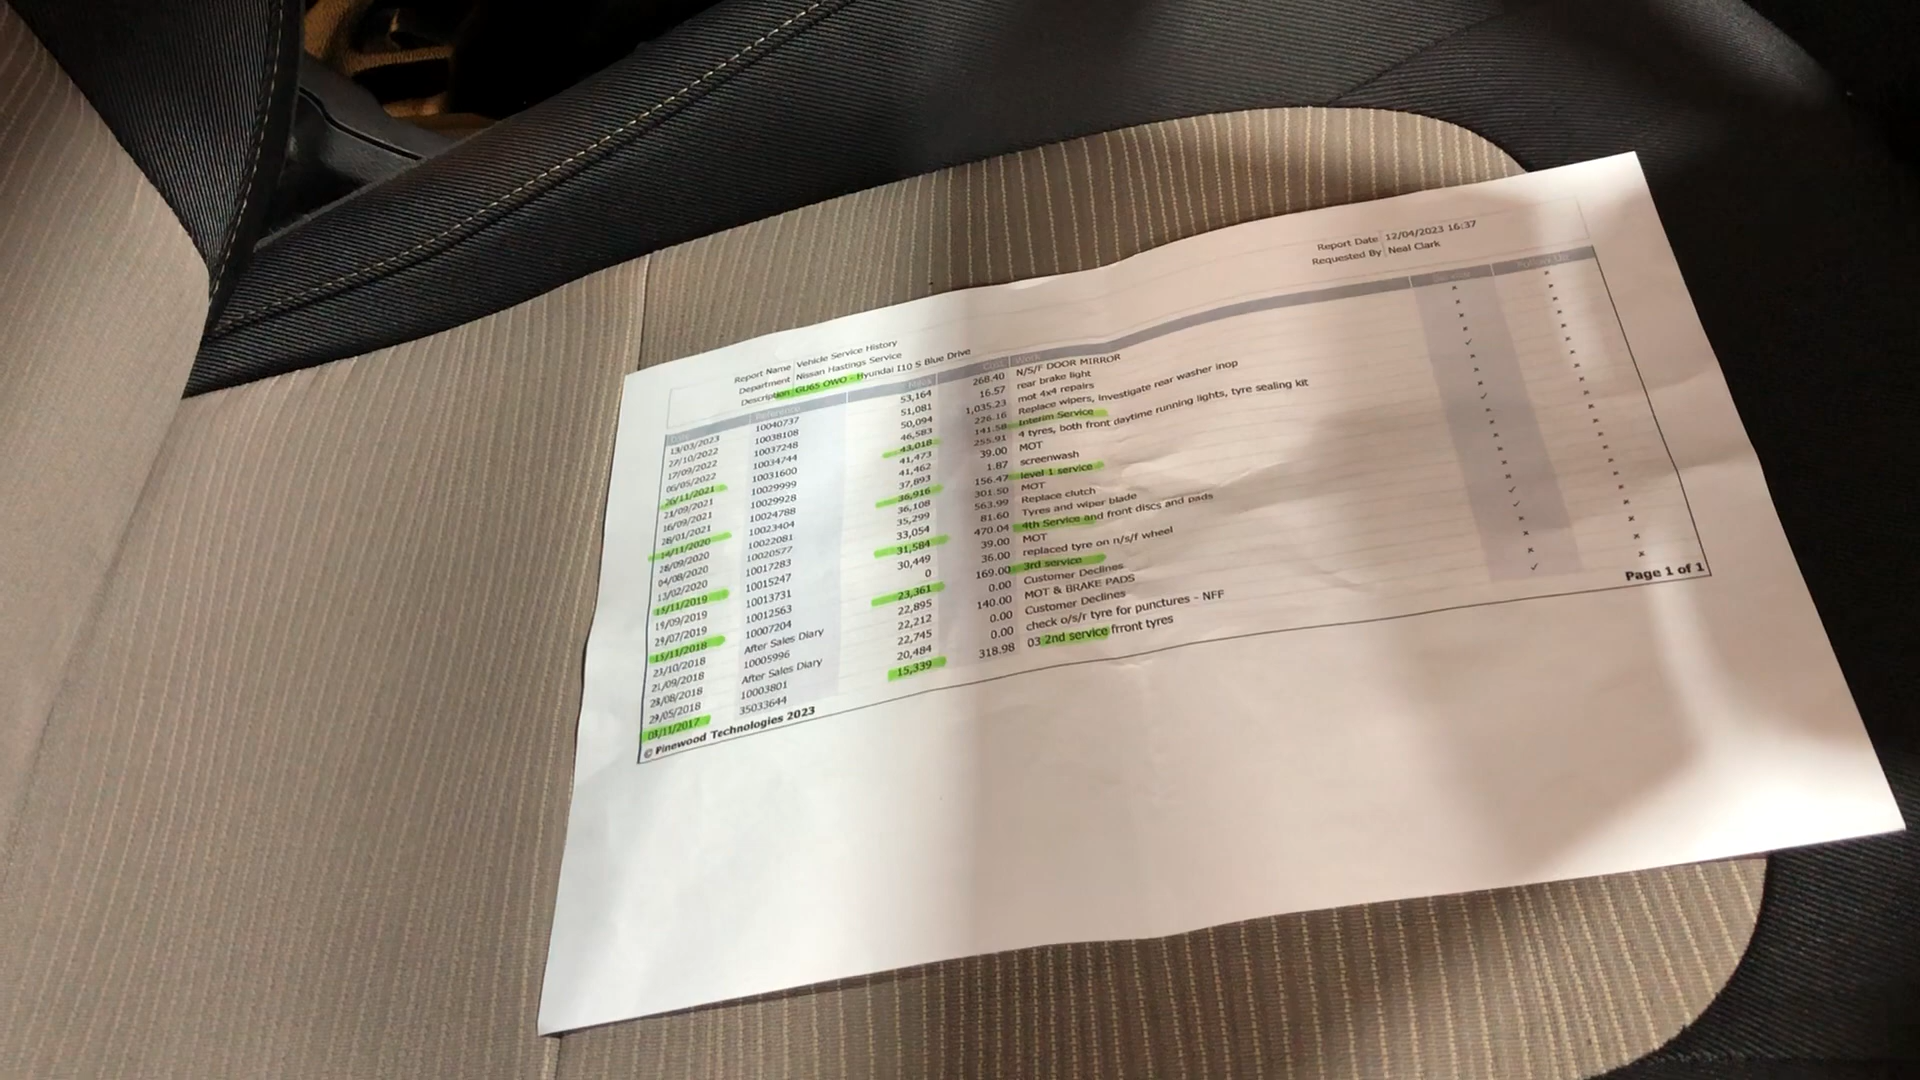 Report Date 12/04/2023 16:37
Requested By Neal Clark
Report Name Vehicle Service History
Department Nissan Hastings Service
Description GU65 OWO - Hyundai I10 S Blue Drive
Reference Work Follow Up
13/03/2023 10040737 53,164 268.40 N/S/F DOOR MIRROR × ×
27/10/2022 10038108 51,081 16.57 rear brake light × ×
17/09/2022 10037248 50,094 1,035.23 mot 4x4 repairs × ×
06/05/2022 10034744 46,583 226.16 Replace wipers, investigate rear washer inop × ×
26/11/2021 10031600 43,018 141.58 Interim Service ✓ ×
21/09/2021 10029999 41,473 255.91 4 tyres, both front daytime running lights, tyre sealing kit × ×
16/09/2021 10029928 41,462 39.00 MOT × ×
28/01/2021 10024788 37,893 1.87 screenwash × ×
14/11/2020 10023404 36,916 156.47 level 1 service ✓ ×
28/09/2020 10022081 36,108 301.50 MOT × ×
04/08/2020 10020577 35,299 563.99 Replace clutch × ×
13/02/2020 10017283 33,054 81.60 Tyres and wiper blade × ×
15/11/2019 10015247 31,584 470.04 4th Service and front discs and pads × ×
19/09/2019 10013731 30,449 39.00 MOT × ×
29/07/2019 10012563 0 36.00 replaced tyre on n/s/f wheel × ×
15/11/2018 10007204 23,361 169.00 3rd service ✓ ×
23/10/2018 After Sales Diary 22,895 0.00 Customer Declines ✓ ×
21/09/2018 10005996 22,212 140.00 MOT & BRAKE PADS × ×
28/08/2018 After Sales Diary 22,745 0.00 Customer Declines × ×
29/05/2018 10003801 20,484 0.00 check o/s/r tyre for punctures - NFF × ×
03/11/2017 35033644 15,339 318.98 03 2nd service frront tyres ✓ ×
© Pinewood Technologies 2023 Page 1 of 1